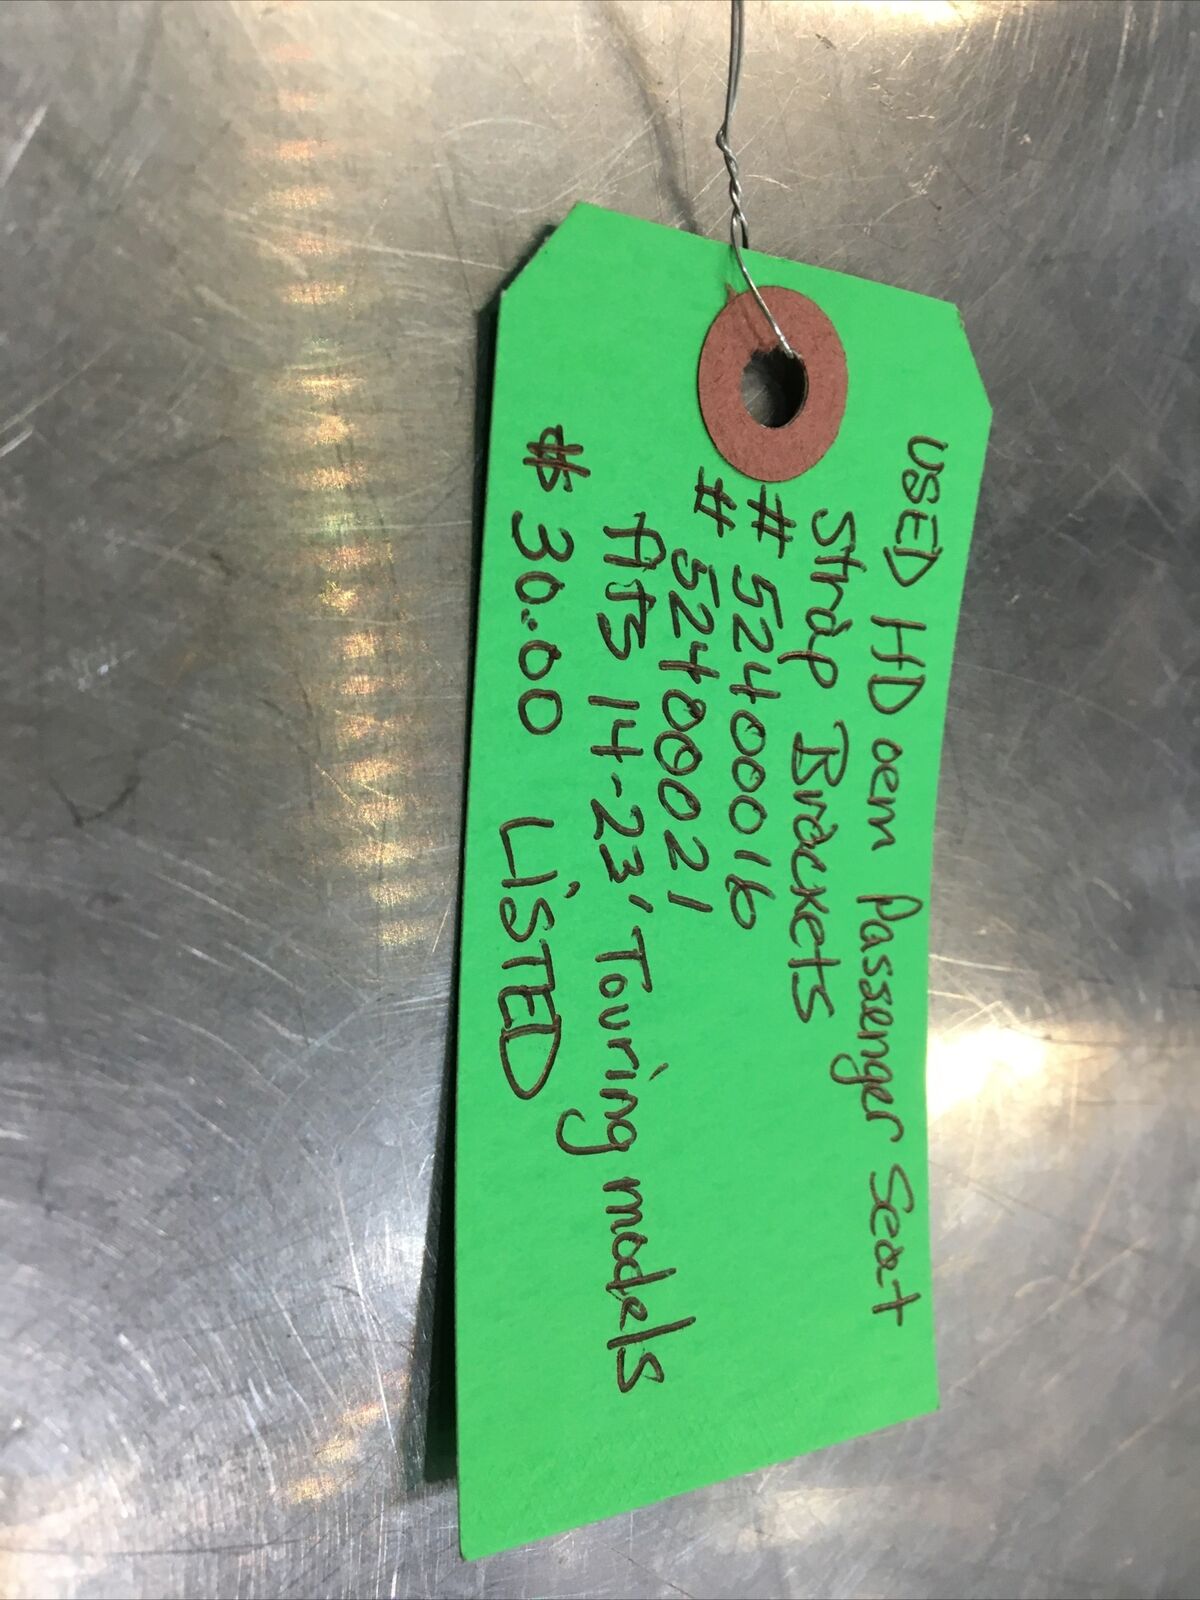 USED HD oem Passenger Seat
Strap Brackets
# 52400016
# 52400021
fits 14-23' Touring models
$ 30.00 LiSTED